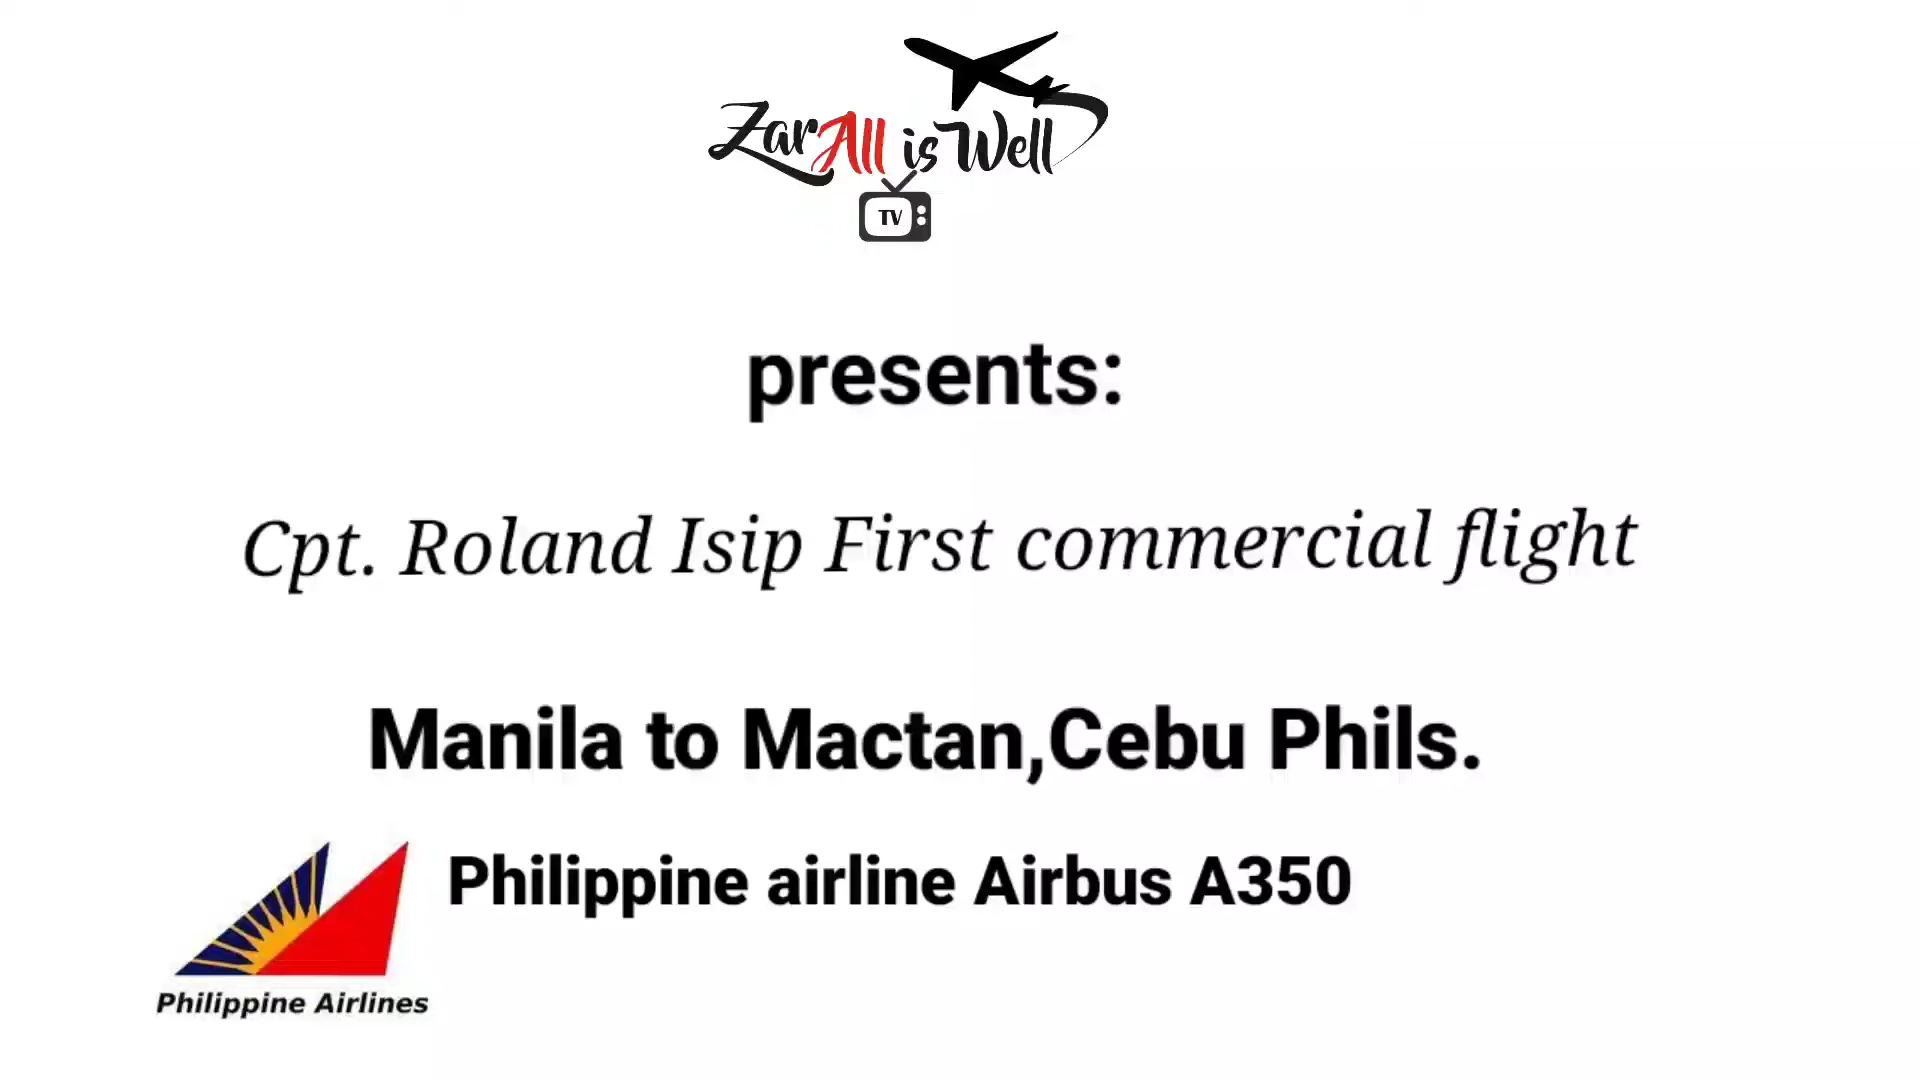 ZarAll is Well
TV
presents:
Cpt. Roland Isip First commercial flight
Manila to Mactan,Cebu Phils.
Philippine airline Airbus A350
Philippine Airlines